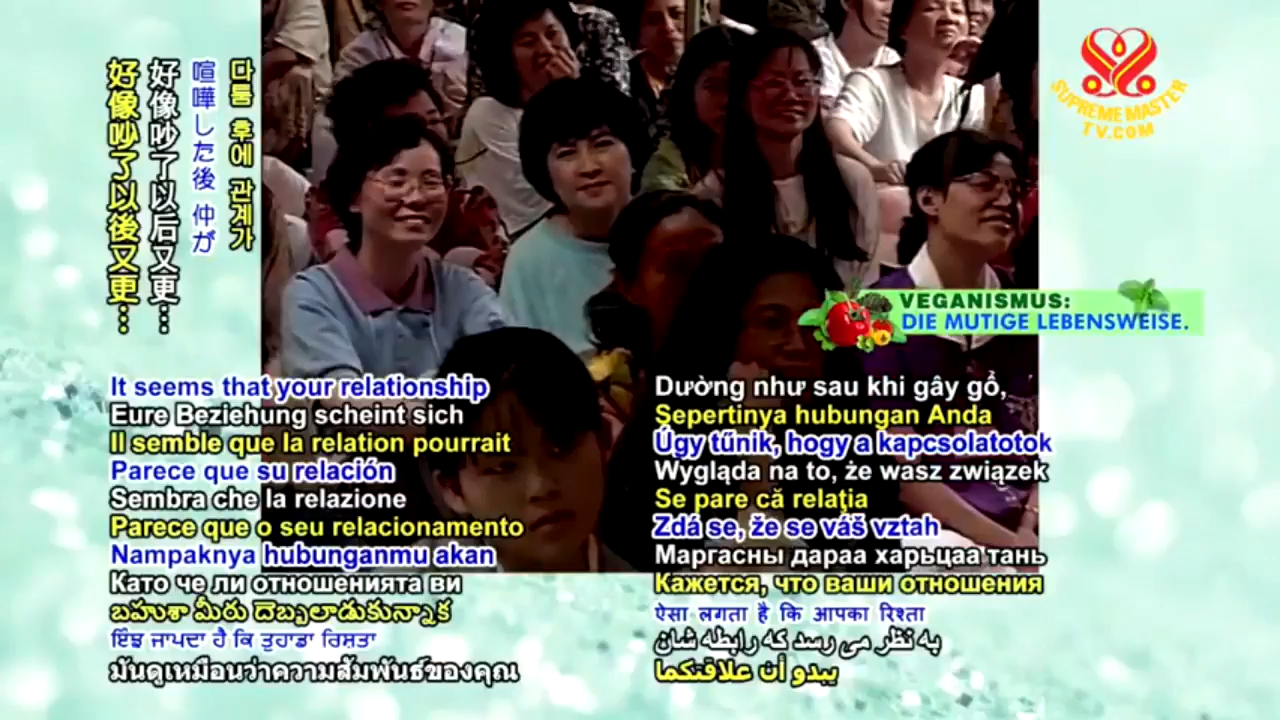 다툼 후에 관계가
喧嘩した後 仲が
好像吵了以后又更…
好像吵了以後又更…
SUPREME MASTER
TV.COM
VEGANISMUS:
DIE MUTIGE LEBENSWEISE.
It seems that your relationship
Eure Beziehung scheint sich
Il semble que la relation pourrait
Parece que su relación
Sembra che la relazione
Parece que o seu relacionamento
Nampaknya hubunganmu akan
Като че ли отношенията ви
బహుశా మీరు దెబ్బలాడుకున్నాక
ਇੰਝ ਜਾਪਦਾ ਹੈ ਕਿ ਤੁਹਾਡਾ ਰਿਸ਼ਤਾ
มันดูเหมือนว่าความสัมพันธ์ของคุณ
Dường như sau khi gây gổ,
Sepertinya hubungan Anda
Úgy tűnik, hogy a kapcsolatotok
Wygląda na to, że wasz związek
Se pare că relaţia
Zdá se, že se váš vztah
Маргасны дараа харьцаа тань
Кажется, что ваши отношения
ऐसा लगता है कि आपका रिश्ता
به نظر می رسد که رابطه شان
يبدو أن علاقتكما